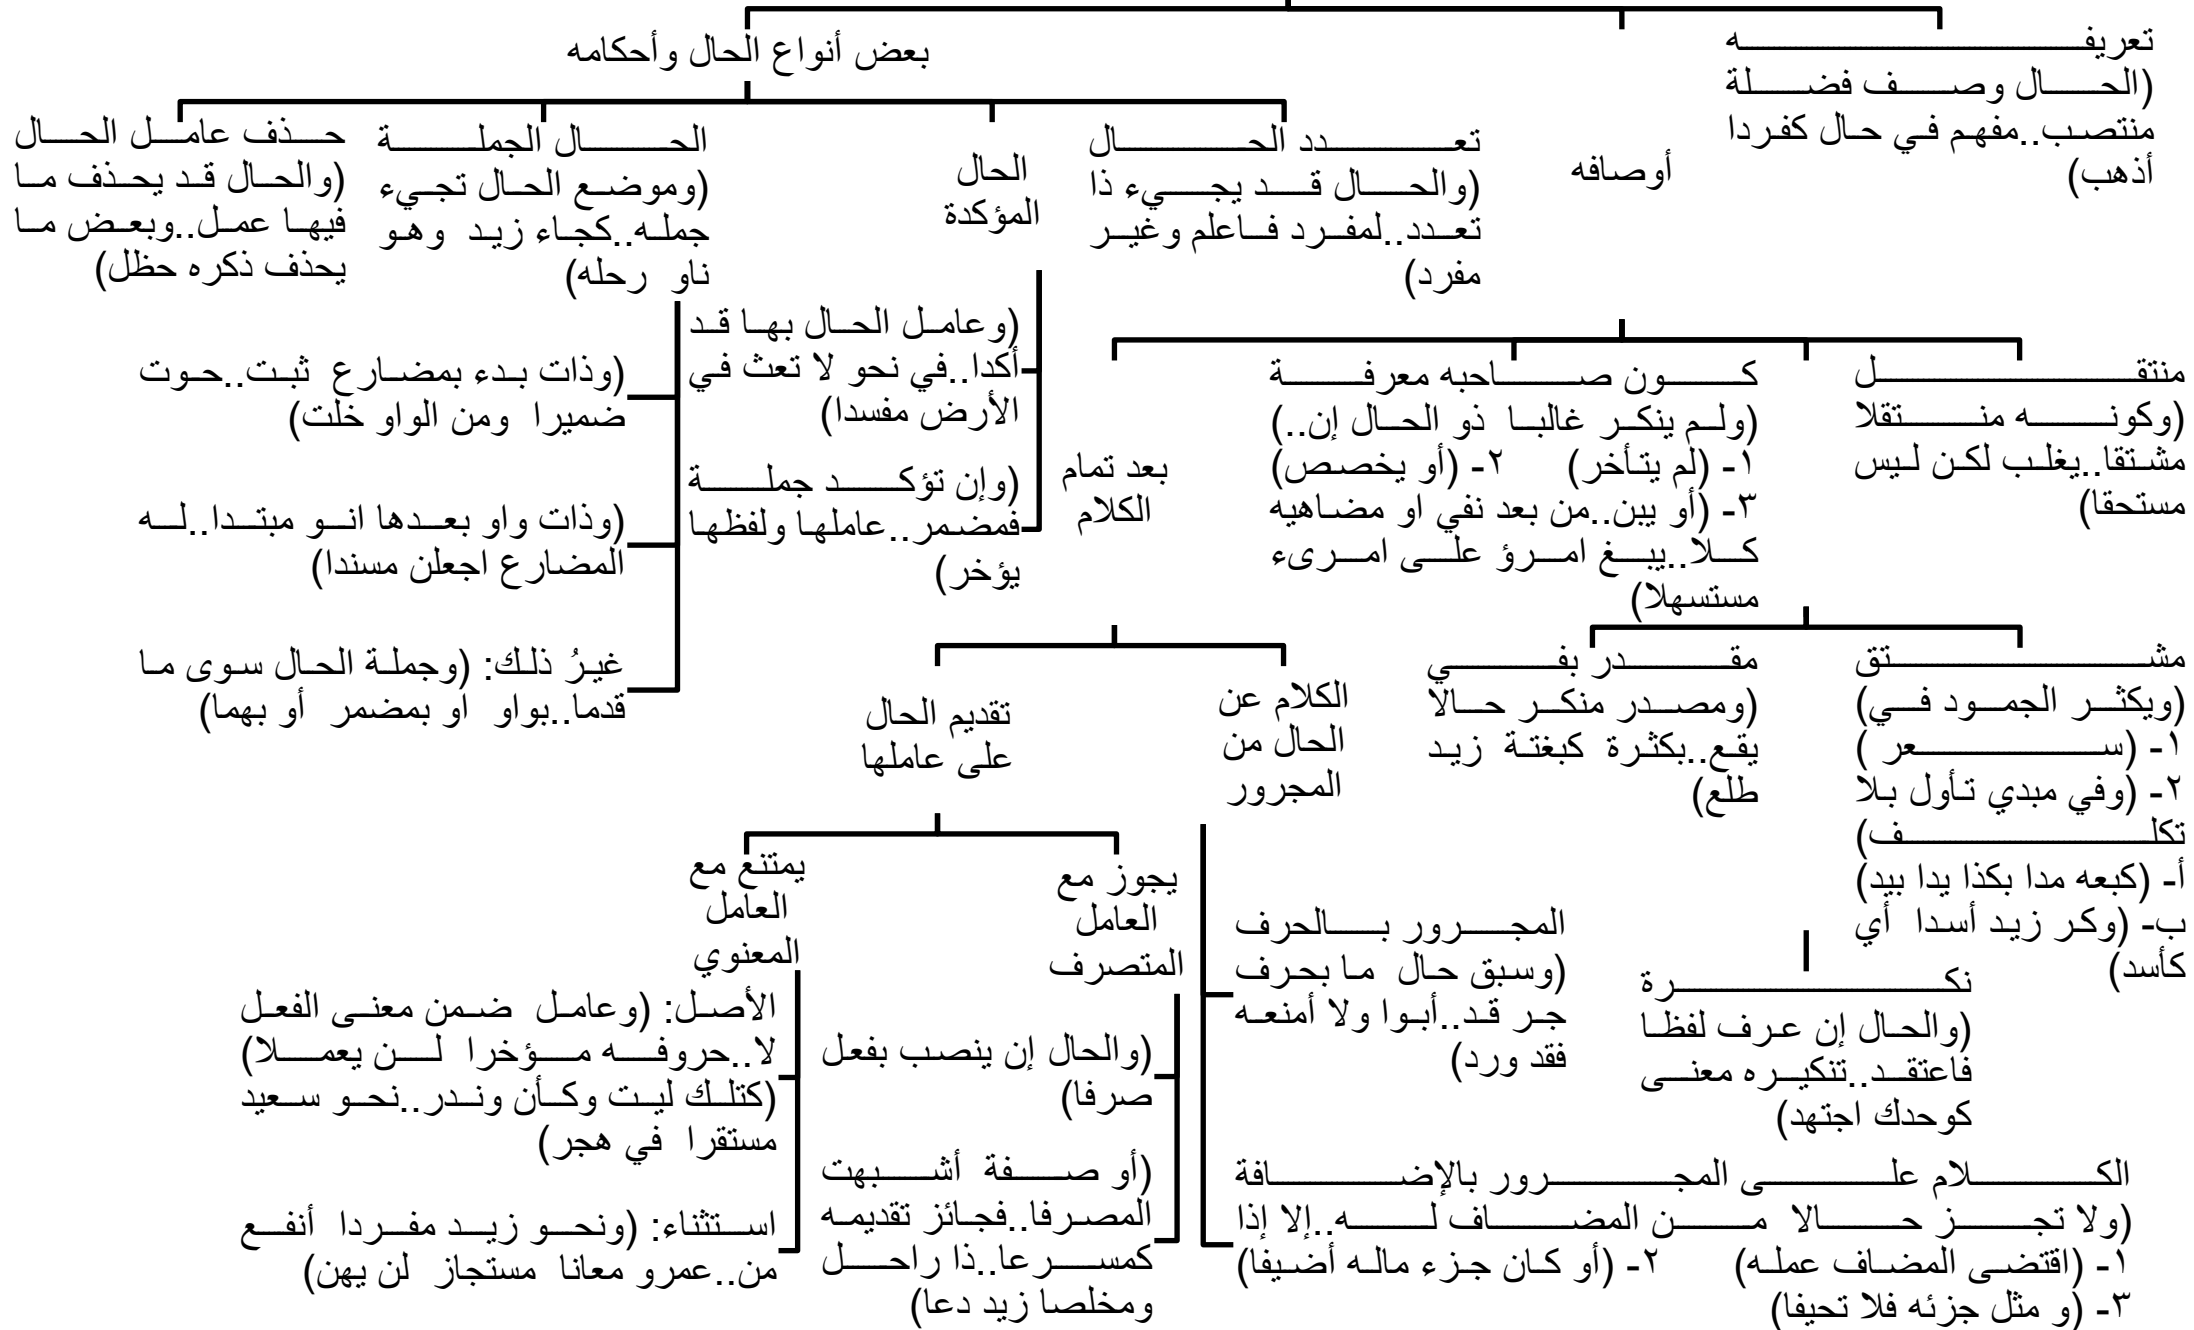 تعريفه
(الحال وصف فضلة
منتصب..مفهم في حال كفردا
أذهب)
أوصافه
بعض أنواع الحال وأحكامه
تعدد الحال
(والحال قد يجيء ذا
تعدد..لمفرد فاعلم وغير
مفرد)
الحال
المؤكدة
الحال الجملة
(وموضع الحال تجيء
جمله..كجاء زيد وهو
ناو رحله)
حذف عامل الحال
(والحال قد يحذف ما
فيها عمل..وبعض ما
يحذف ذكره حظل)
(وعامل الحال بها قد
أكدا..في نحو لا تعث في
الأرض مفسدا)
(وإن تؤكد جملة
فمضمر..عاملها ولفظها
يؤخر)
(وذات بدء بمضارع ثبت..حوت
ضميرا ومن الواو خلت)
(وذات واو بعدها انو مبتدا..له
المضارع اجعلن مسندا)
غيرُ ذلك: (وجملة الحال سوى ما
قدما..بواو او بمضمر أو بهما)
منتقل
(وكونه منتقلا
مشتقا..يغلب لكن ليس
مستحقا)
كون صاحبه معرفة
(ولم ينكر غالبا ذو الحال إن..)
١- (لم يتأخر) ٢- (أو يخصص)
٣- (أو يبن..من بعد نفي او مضاهيه
كلا..يبغ امرؤ على امرىء
مستسهلا)
بعد تمام
الكلام
مشتق
(ويكثر الجمود في)
١- (سعر )
٢- (وفي مبدي تأول بلا
تكلف)
أ- (كبعه مدا بكذا يدا بيد)
ب- (وكر زيد أسدا أي
كأسد)
مقدر بفي
(ومصدر منكر حالا
يقع..بكثرة كبغتة زيد
طلع)
نكرة
(والحال إن عرف لفظا
فاعتقد..تنكيره معنى
كوحدك اجتهد)
الكلام عن
الحال من
المجرور
تقديم الحال
على عاملها
المجرور بالحرف
(وسبق حال ما بحرف
جر قد..أبوا ولا أمنعه
فقد ورد)
الكلام على المجرور بالإضافة
(ولا تجز حالا من المضاف له..إلا إذا
١- (اقتضى المضاف عمله) ٢- (أو كان جزء ماله أضيفا)
٣- (و مثل جزئه فلا تحيفا)
يجوز مع
العامل
المتصرف
(والحال إن ينصب بفعل
صرفا)
(أو صفة أشبهت
المصرفا..فجائز تقديمه
كمسرعا..ذا راحل
ومخلصا زيد دعا)
يمتنع مع
العامل
المعنوي
الأصل: (وعامل ضمن معنى الفعل
لا..حروفه مؤخرا لن يعملا)
(كتلك ليت وكأن وندر..نحو سعيد
مستقرا في هجر)
استثناء: (ونحو زيد مفردا أنفع
من..عمرو معانا مستجاز لن يهن)